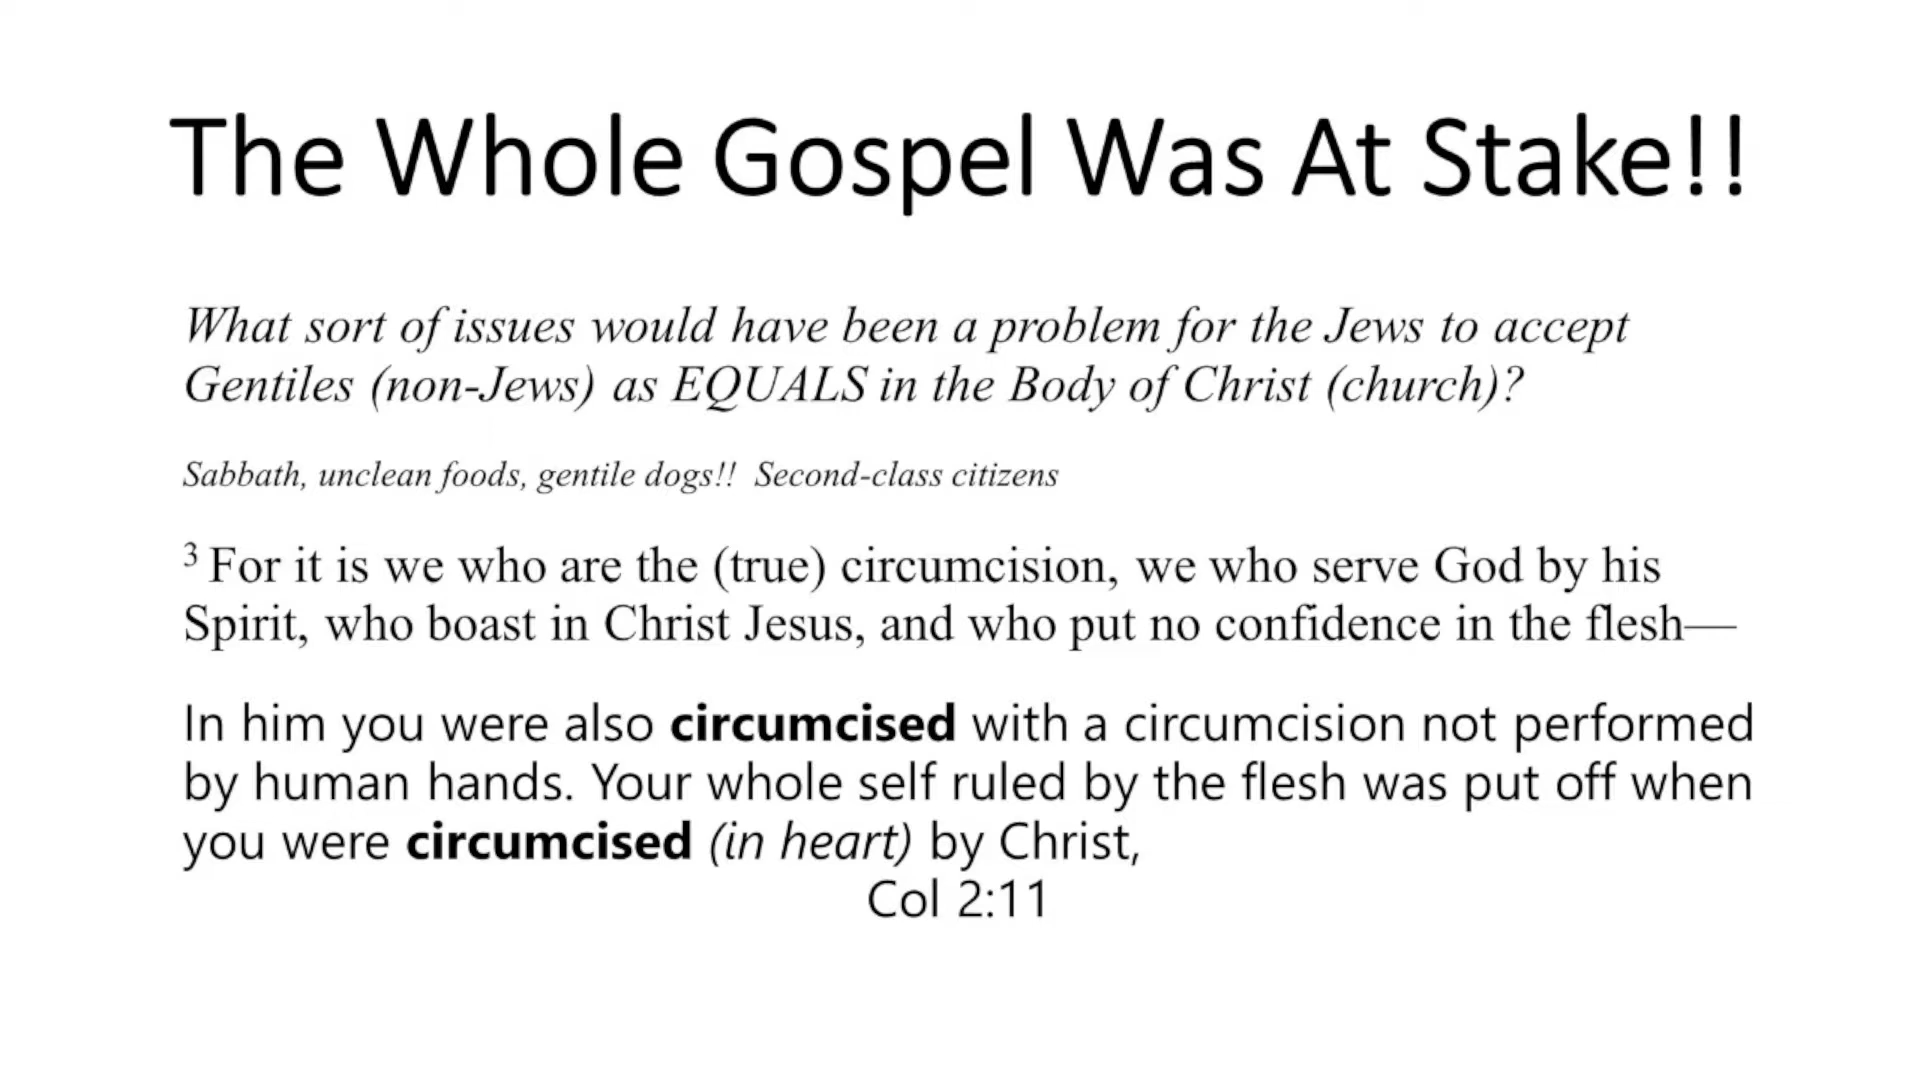 The Whole Gospel Was At Stake!!
What sort of issues would have been a problem for the Jews to accept
Gentiles (non-Jews) as EQUALS in the Body of Christ (church)?
Sabbath, unclean foods, gentile dogs!!  Second-class citizens
³ For it is we who are the (true) circumcision, we who serve God by his
Spirit, who boast in Christ Jesus, and who put no confidence in the flesh—
In him you were also circumcised with a circumcision not performed
by human hands. Your whole self ruled by the flesh was put off when
you were circumcised (in heart) by Christ,
Col 2:11